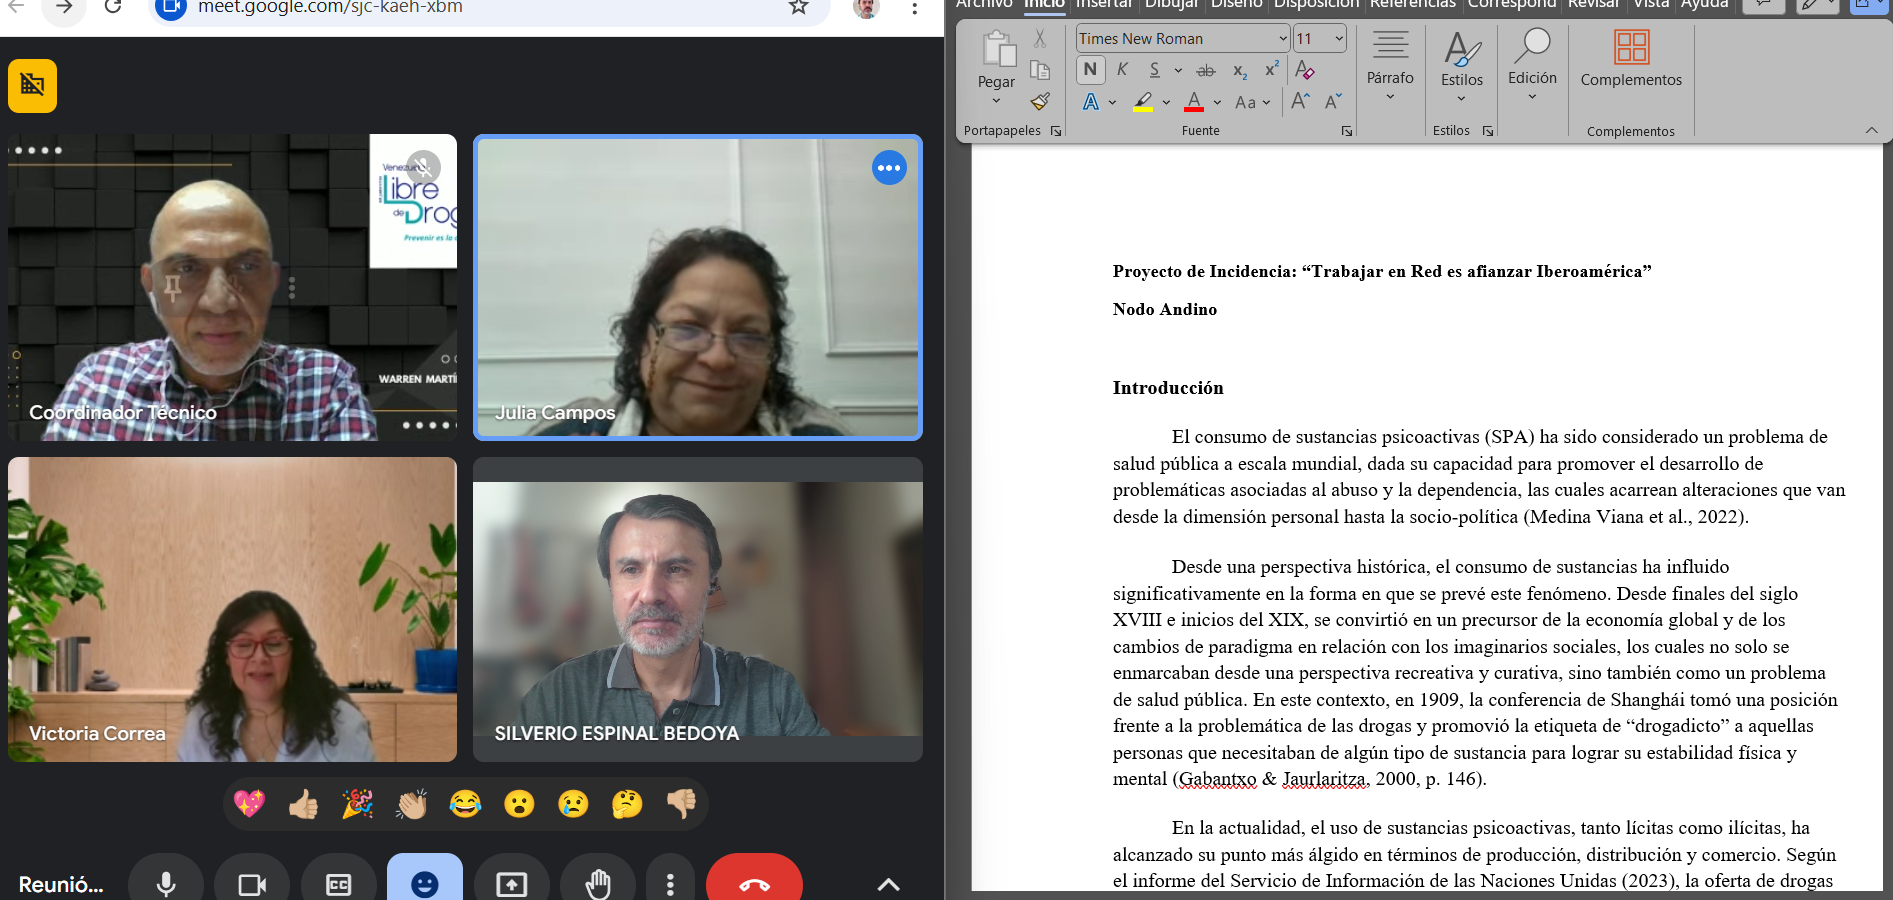 meet.google.com/sjc-kaeh-xbm
Venezuela
Libre
de Drog
Prevenir es la
WARREN MARTÍ
Coordinador Técnico
Julia Campos
Victoria Correa
SILVERIO ESPINAL BEDOYA
Reunió...
CC
Archivo Inicio Insertar Dibujar Diseño Disposición Referencias Correspond Revisar Vista Ayuda
Pegar
Portapapeles
Times New Roman 11
N K S ab x₂ x²
A A Aa A A
Fuente
Párrafo
Estilos
Estilos
Edición
Complementos
Complementos
Proyecto de Incidencia: “Trabajar en Red es afianzar Iberoamérica”
Nodo Andino
Introducción
El consumo de sustancias psicoactivas (SPA) ha sido considerado un problema de
salud pública a escala mundial, dada su capacidad para promover el desarrollo de
problemáticas asociadas al abuso y la dependencia, las cuales acarrean alteraciones que van
desde la dimensión personal hasta la socio-política (Medina Viana et al., 2022).
Desde una perspectiva histórica, el consumo de sustancias ha influido
significativamente en la forma en que se prevé este fenómeno. Desde finales del siglo
XVIII e inicios del XIX, se convirtió en un precursor de la economía global y de los
cambios de paradigma en relación con los imaginarios sociales, los cuales no solo se
enmarcaban desde una perspectiva recreativa y curativa, sino también como un problema
de salud pública. En este contexto, en 1909, la conferencia de Shanghái tomó una posición
frente a la problemática de las drogas y promovió la etiqueta de “drogadicto” a aquellas
personas que necesitaban de algún tipo de sustancia para lograr su estabilidad física y
mental (Gabantxo & Jaurlaritza, 2000, p. 146).
En la actualidad, el uso de sustancias psicoactivas, tanto lícitas como ilícitas, ha
alcanzado su punto más álgido en términos de producción, distribución y comercio. Según
el informe del Servicio de Información de las Naciones Unidas (2023), la oferta de drogas